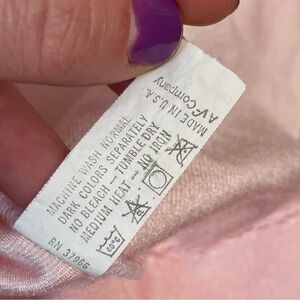 MADE IN U.S.A.
AV Company
MACHINE WASH NORMAL
DARK COLORS SEPARATELY
NO BLEACH - TUMBLE DRY
MEDIUM HEAT - NO IRON
40°C
RN 37966